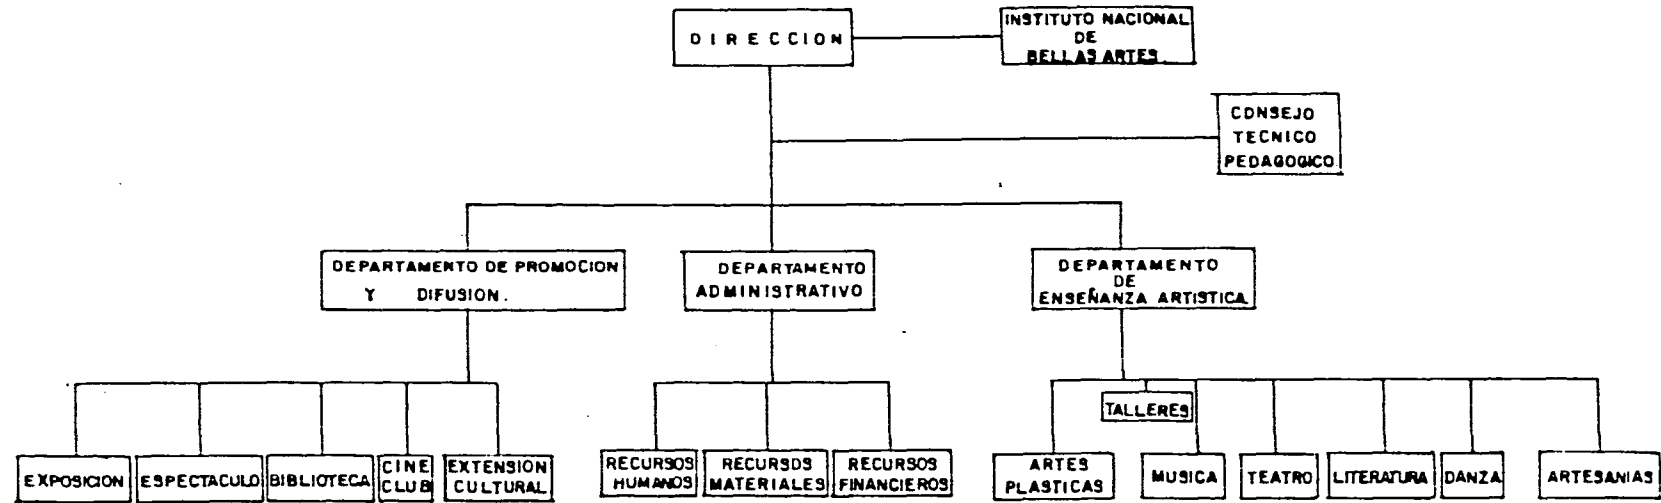 DIRECCION
INSTITUTO NACIONAL
DE
BELLAS ARTES
CONSEJO
TECNICO
PEDAGOGICO
DEPARTAMENTO DE PROMOCION
Y DIFUSION.
DEPARTAMENTO
ADMINISTRATIVO
DEPARTAMENTO
DE
ENSEÑANZA ARTISTICA
TALLERES
EXPOSICION
ESPECTACULO
BIBLIOTECA
CINE
CLUB
EXTENSION
CULTURAL
RECURSOS
HUMANOS
RECURSOS
MATERIALES
RECURSOS
FINANCIEROS
ARTES
PLASTICAS
MUSICA
TEATRO
LITERATURA
DANZA
ARTESANIAS